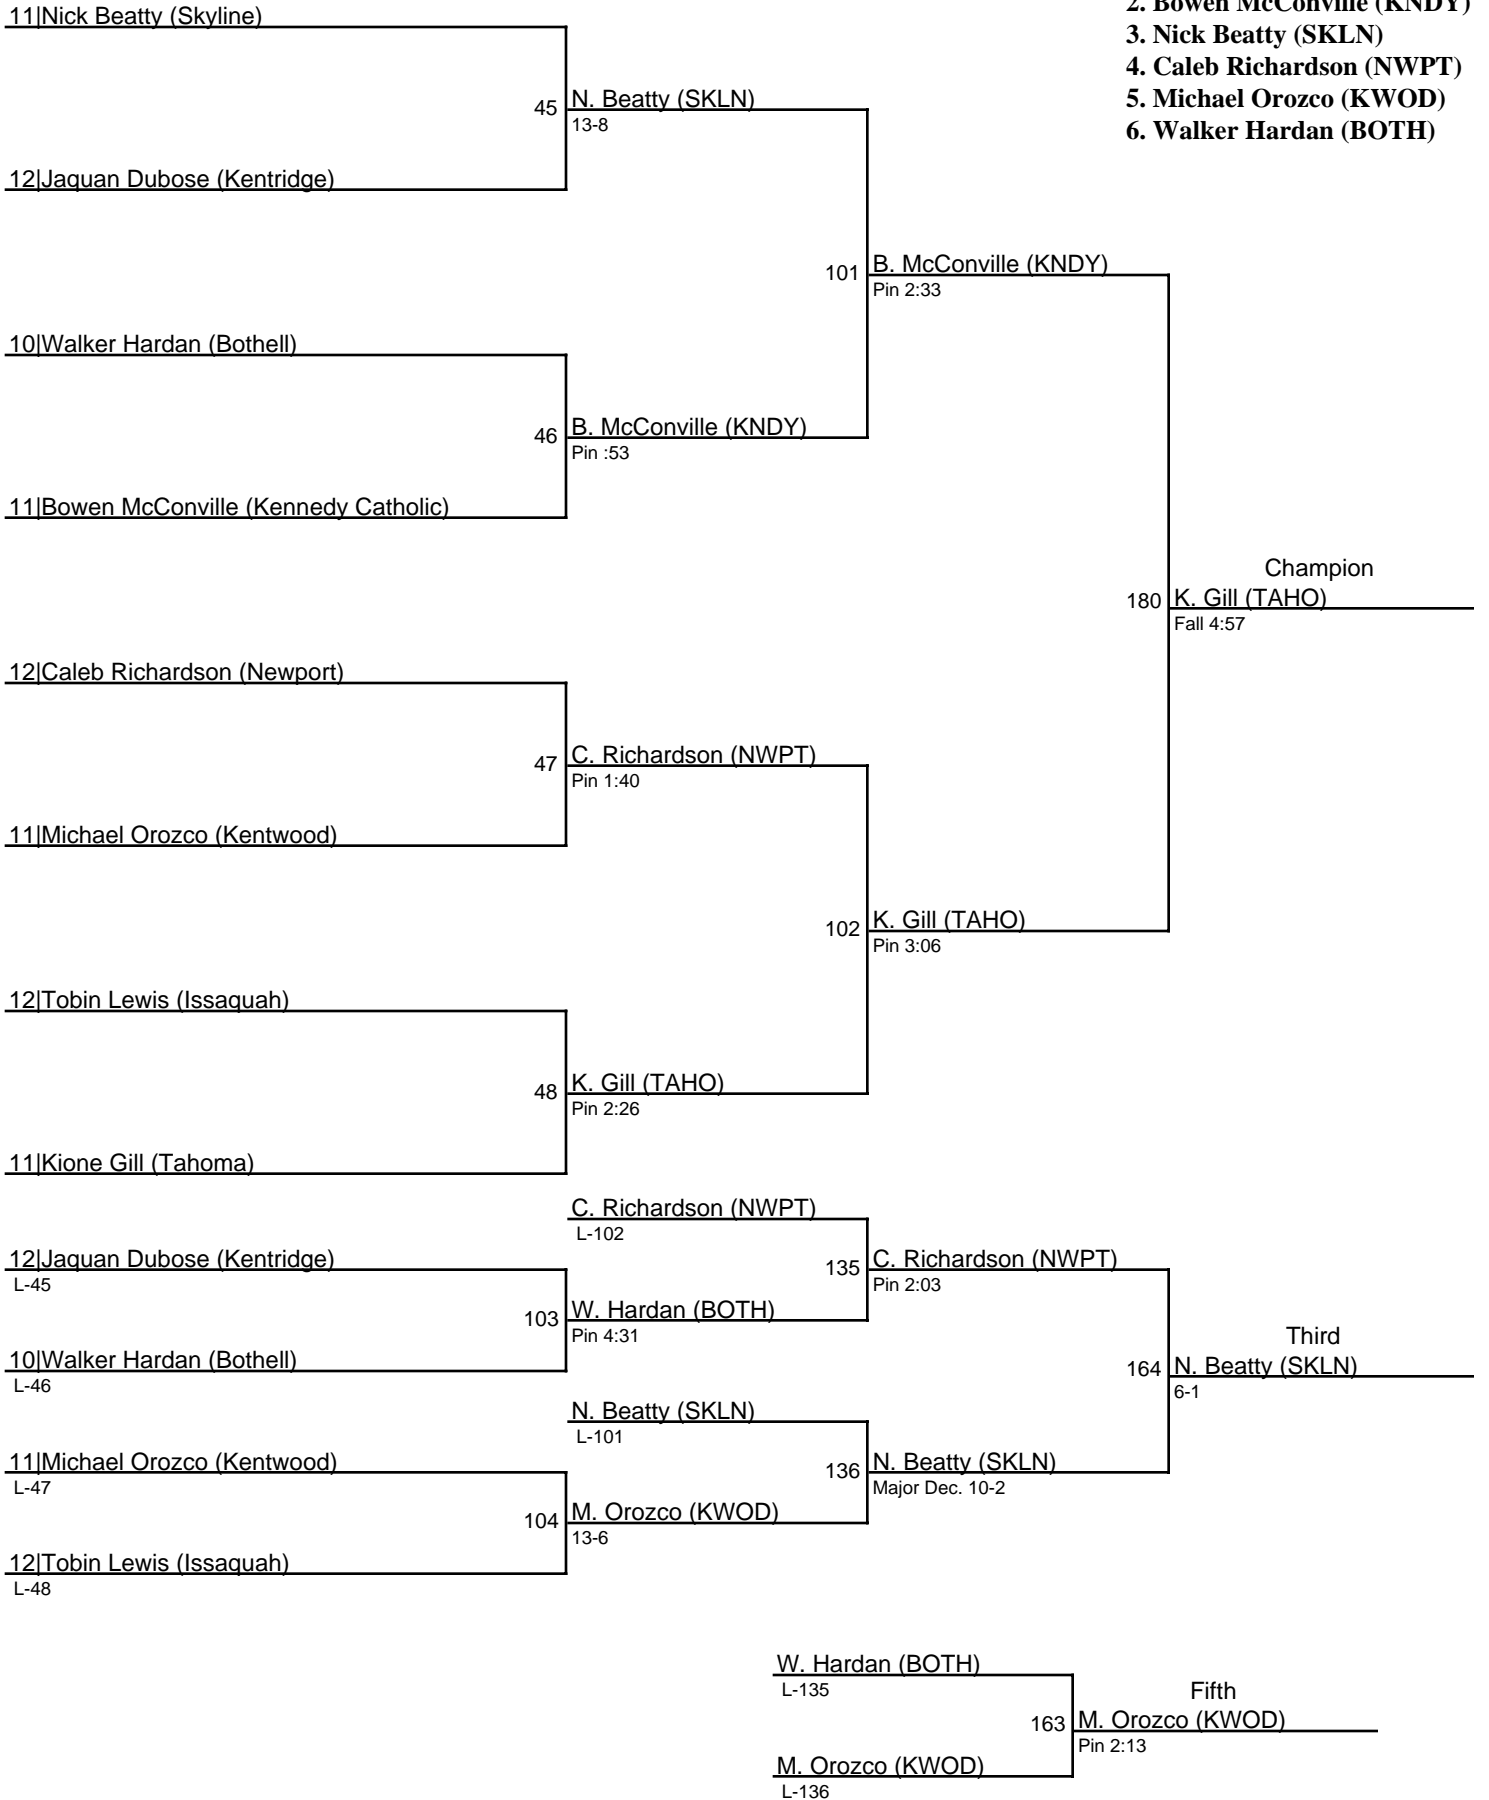 11|Nick Beatty (Skyline)
2. Bowen McConville (KNDY)
3. Nick Beatty (SKLN)
4. Caleb Richardson (NWPT)
5. Michael Orozco (KWOD)
6. Walker Hardan (BOTH)
45 N. Beatty (SKLN)
13-8
12|Jaquan Dubose (Kentridge)
101 B. McConville (KNDY)
Pin 2:33
10|Walker Hardan (Bothell)
46 B. McConville (KNDY)
Pin :53
11|Bowen McConville (Kennedy Catholic)
Champion
180 K. Gill (TAHO)
Fall 4:57
12|Caleb Richardson (Newport)
47 C. Richardson (NWPT)
Pin 1:40
11|Michael Orozco (Kentwood)
102 K. Gill (TAHO)
Pin 3:06
12|Tobin Lewis (Issaquah)
48 K. Gill (TAHO)
Pin 2:26
11|Kione Gill (Tahoma)
C. Richardson (NWPT)
L-102
12|Jaquan Dubose (Kentridge)
L-45
135 C. Richardson (NWPT)
Pin 2:03
103 W. Hardan (BOTH)
Pin 4:31
10|Walker Hardan (Bothell)
L-46
Third
164 N. Beatty (SKLN)
6-1
N. Beatty (SKLN)
L-101
11|Michael Orozco (Kentwood)
L-47
136 N. Beatty (SKLN)
Major Dec. 10-2
104 M. Orozco (KWOD)
13-6
12|Tobin Lewis (Issaquah)
L-48
W. Hardan (BOTH)
L-135
Fifth
163 M. Orozco (KWOD)
Pin 2:13
M. Orozco (KWOD)
L-136